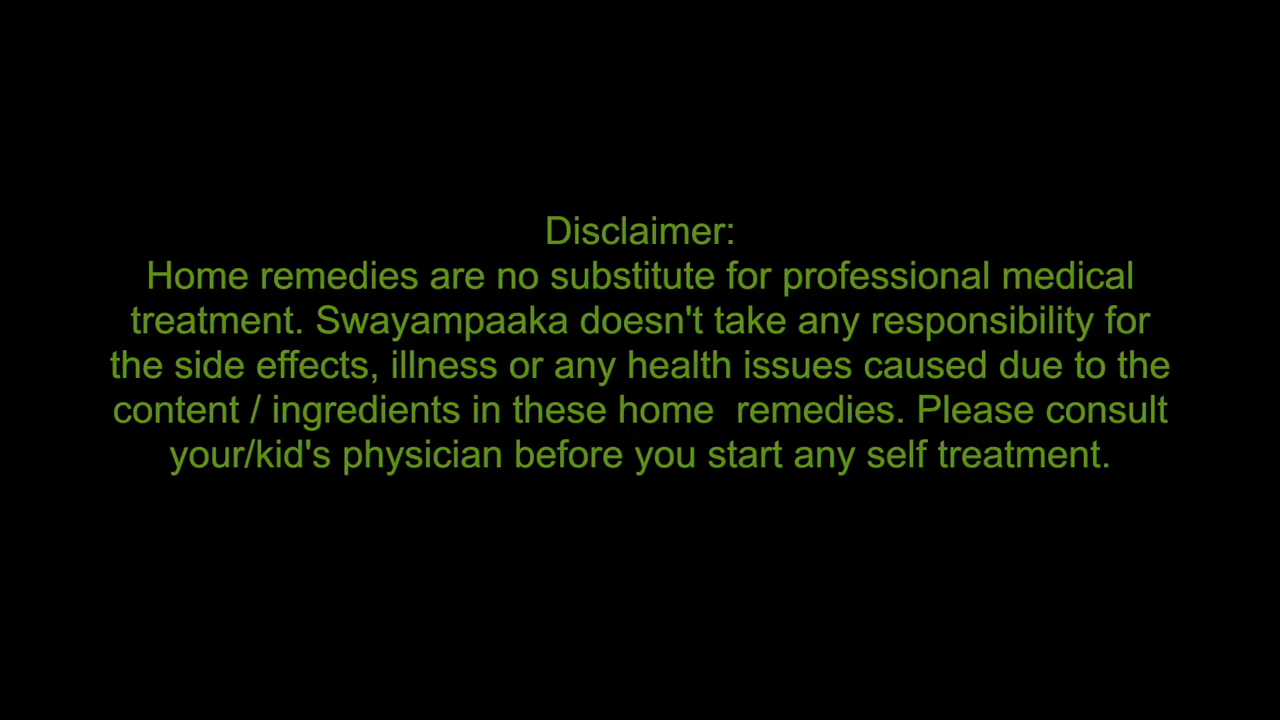 Disclaimer:
Home remedies are no substitute for professional medical
treatment. Swayampaaka doesn't take any responsibility for
the side effects, illness or any health issues caused due to the
content / ingredients in these home  remedies. Please consult
your/kid's physician before you start any self treatment.